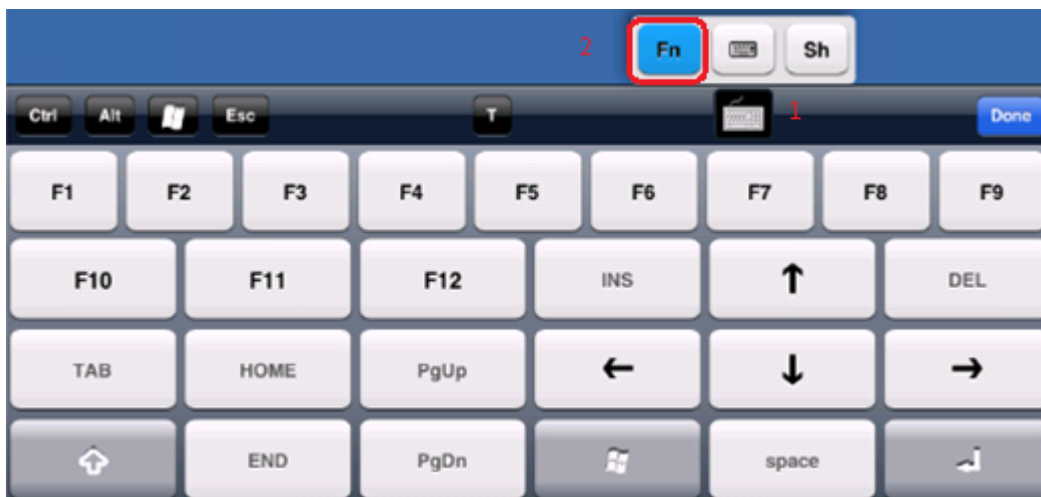 2 Fn Sh
Ctrl Alt Esc T 1 Done
F1 F2 F3 F4 F5 F6 F7 F8 F9
F10 F11 F12 INS ↑ DEL
TAB HOME PgUp ← ↓ →
END PgDn space